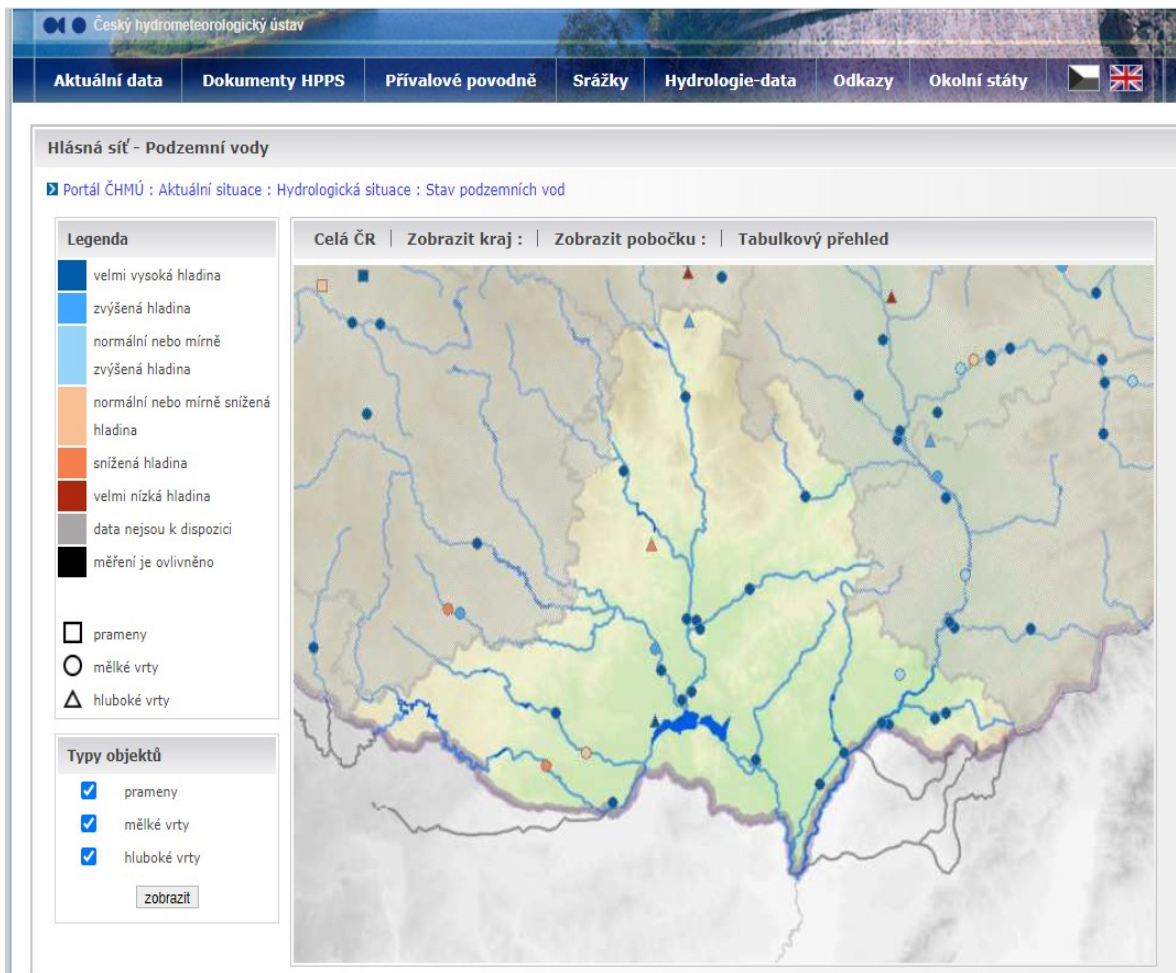 Český hydrometeorologický ústav
Aktuální data Dokumenty HPPS Přívalové povodně Srážky Hydrologie-data Odkazy Okolní státy
Hlásná síť - Podzemní vody
Portál ČHMÚ : Aktuální situace : Hydrologická situace : Stav podzemních vod
Legenda
velmi vysoká hladina
zvýšená hladina
normální nebo mírně
zvýšená hladina
normální nebo mírně snížená
hladina
snížená hladina
velmi nízká hladina
data nejsou k dispozici
měření je ovlivněno
prameny
mělké vrty
hluboké vrty
Typy objektů
prameny
mělké vrty
hluboké vrty
zobrazit
Celá ČR | Zobrazit kraj : | Zobrazit pobočku : | Tabulkový přehled